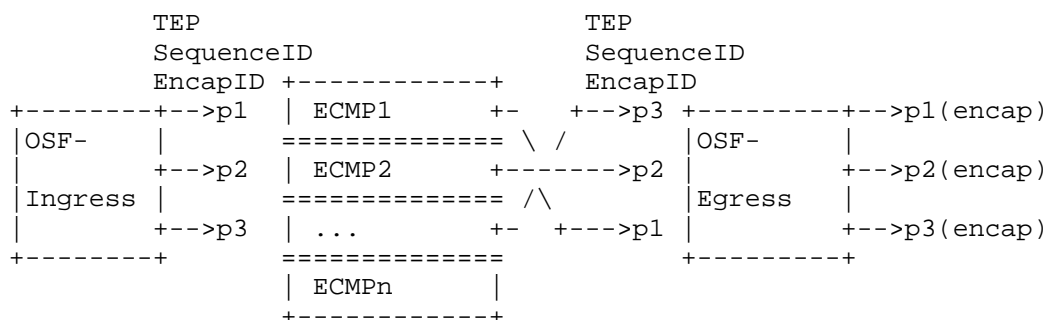 TEP                                  TEP
            SequenceID                           SequenceID
            EncapID +------------+               EncapID
+--------+-->p1   | ECMP1      +-   +-->p3 +---------+-->p1(encap)
|OSF-    |        ============== \ /       |OSF-     |
|        +-->p2   | ECMP2      +------->p2|         +-->p2(encap)
|Ingress |        ============== /\        |Egress   |
|        +-->p3   | ...        +-  +--->p1 |         +-->p3(encap)
+--------+        ==============           +---------+
                  | ECMPn      |
                  +------------+